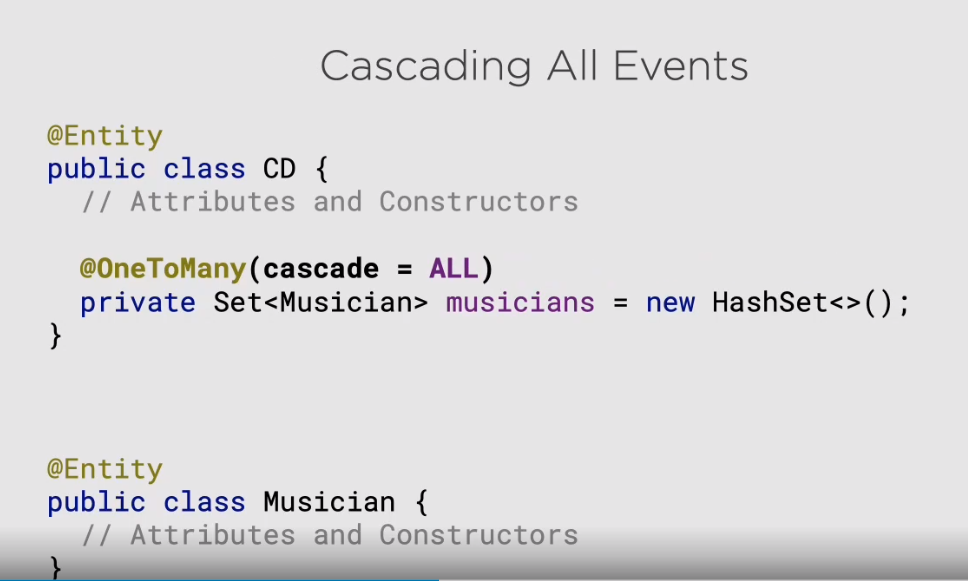 Cascading All Events
@Entity
public class CD {
// Attributes and Constructors
@OneToMany(cascade = ALL)
private Set<Musician> musicians = new HashSet<>();
}
@Entity
public class Musician {
// Attributes and Constructors
}